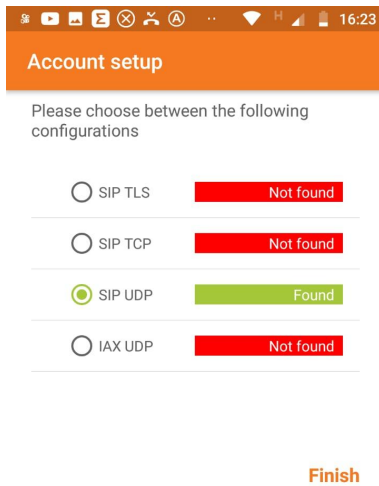 H 16:23
Account setup
Please choose between the following
configurations
SIP TLS Not found
SIP TCP Not found
SIP UDP Found
IAX UDP Not found
Finish